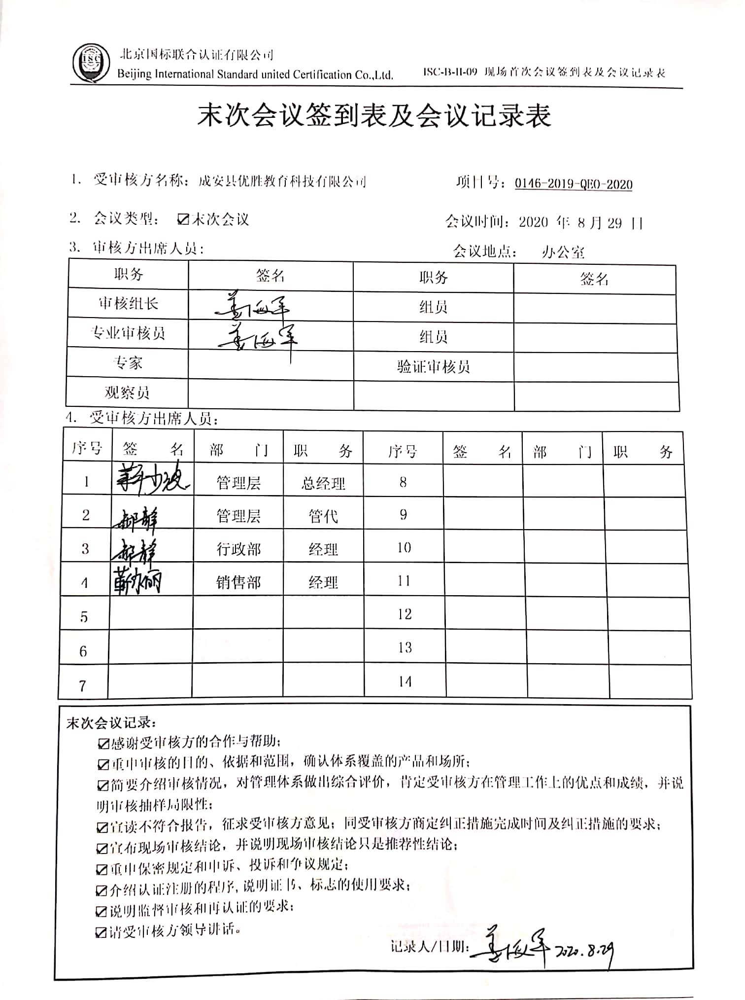 ISC
北京国标联合认证有限公司
Beijing International Standard united Certification Co.,Ltd.
ISC-B-II-09 现场首次会议签到表及会议记录表
末次会议签到表及会议记录表
1. 受审核方名称：成安县优胜教育科技有限公司 项目号：0146-2019-QEO-2020
2. 会议类型： ☑末次会议 会议时间：2020 年 8 月 29 日
3. 审核方出席人员： 会议地点： 办公室
职务 签名 职务 签名
审核组长 姜海军 组员
专业审核员 姜海军 组员
专家 验证审核员
观察员
4. 受审核方出席人员：
序号 签 名 部 门 职 务 序号 签 名 部 门 职 务
1 管理层 总经理 8
2 郝静 管理层 管代 9
3 郝静 行政部 经理 10
4 销售部 经理 11
5 12
6 13
7 14
末次会议记录：
☑感谢受审核方的合作与帮助；
☑重申审核的目的、依据和范围，确认体系覆盖的产品和场所；
☑简要介绍审核情况，对管理体系做出综合评价，肯定受审核方在管理工作上的优点和成绩，并说
明审核抽样局限性；
☑宣读不符合报告，征求受审核方意见；同受审核方商定纠正措施完成时间及纠正措施的要求；
☑宣布现场审核结论，并说明现场审核结论只是推荐性结论；
☑重申保密规定和申诉、投诉和争议规定；
☑介绍认证注册的程序，说明证书、标志的使用要求；
☑说明监督审核和再认证的要求；
☑请受审核方领导讲话。
记录人/日期：姜海军 2020.8.29